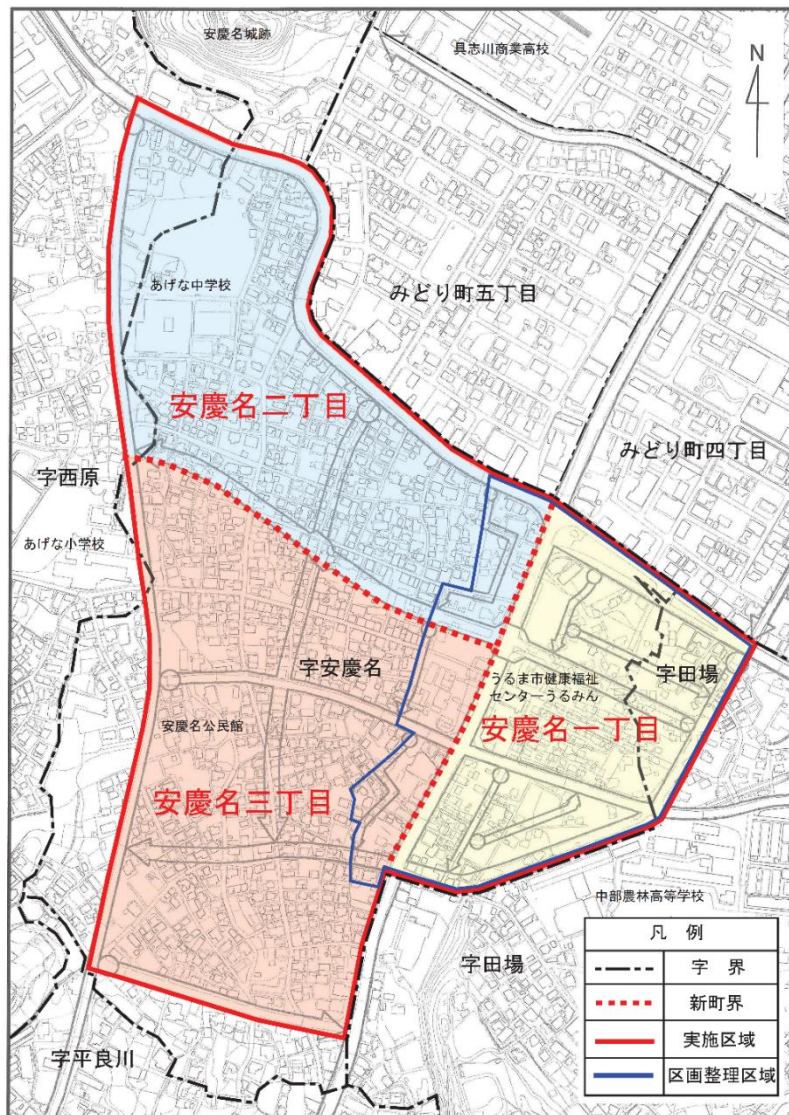 安慶名城跡
具志川商業高校
N
あげな中学校
みどり町五丁目
安慶名二丁目
みどり町四丁目
字西原
あげな小学校
字安慶名
うるま市健康福祉
センターうるみん
字田場
安慶名一丁目
安慶名公民館
安慶名三丁目
中部農林高等学校
字田場
字平良川
凡 例
字 界
新町界
実施区域
区画整理区域